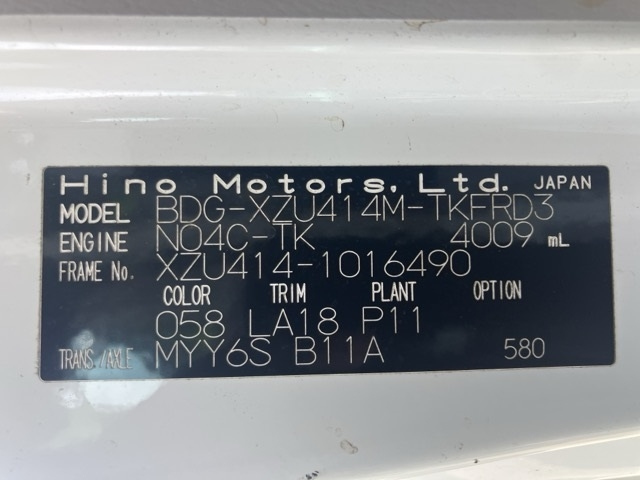 Hino Motors, Ltd. JAPAN
MODEL BDG-XZU414M-TKFRD3
ENGINE N04C-TK 4009 mL
FRAME No. XZU414-1016490
COLOR TRIM PLANT OPTION
058 LA18 P11
TRANS/AXLE MYY6S B11A 580